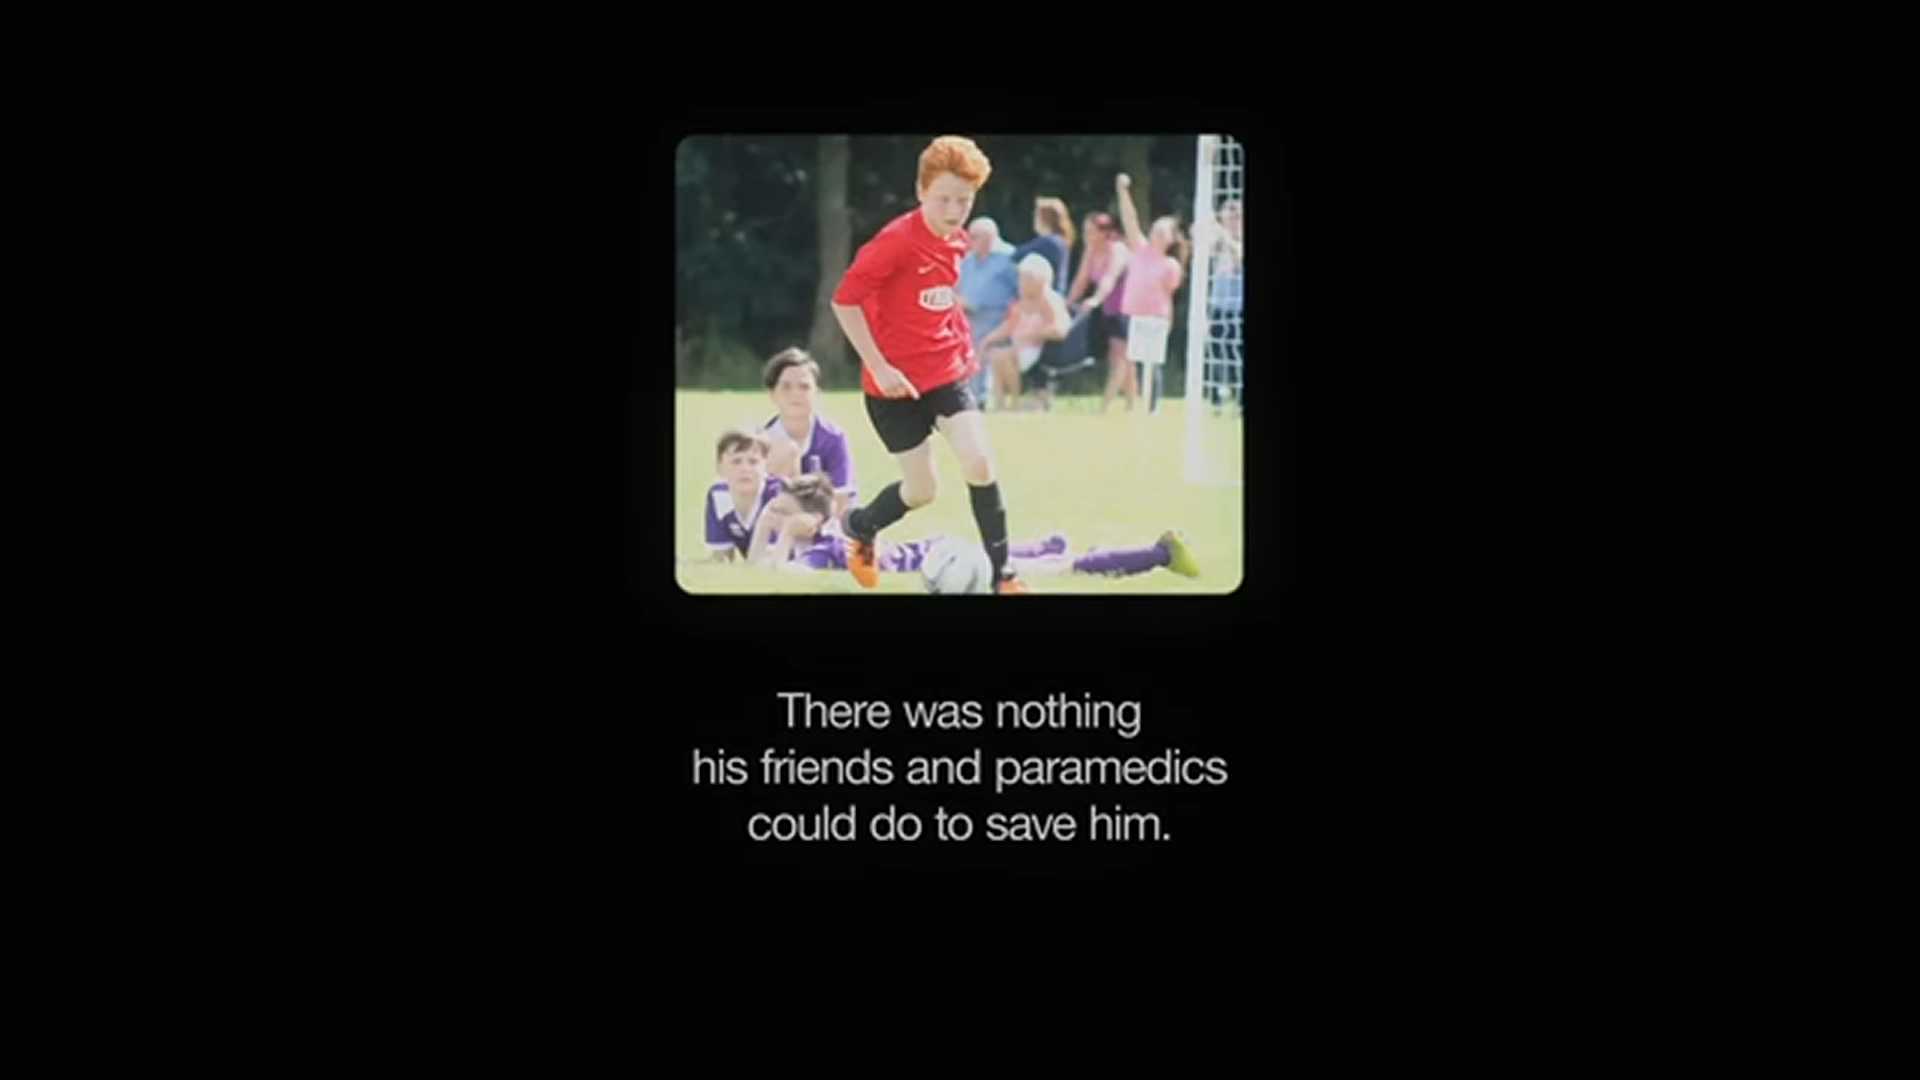 There was nothing
his friends and paramedics
could do to save him.